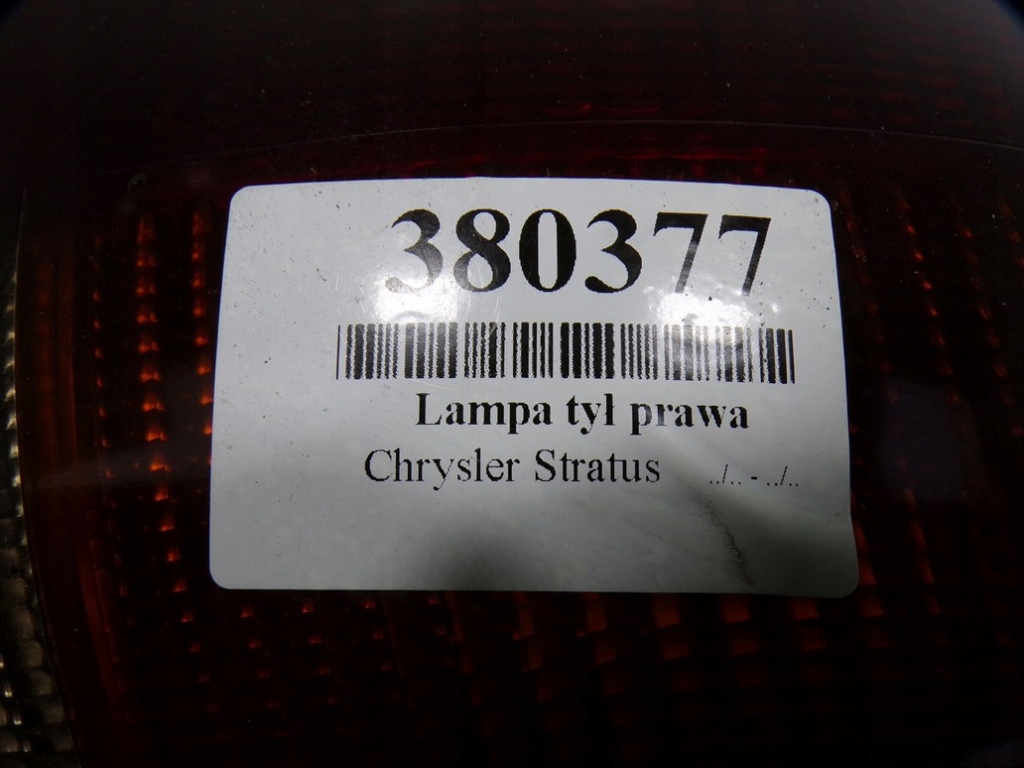 380377
Lampa tył prawa
Chrysler Stratus ../.. - ../..